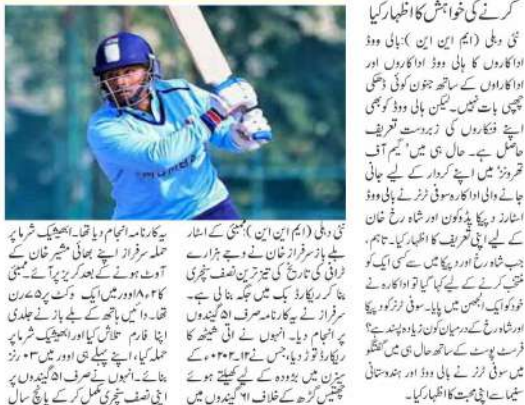 کرنے کی خواہش کا اظہار کیا
نئی دہلی (ایم این این ): بالی ووڈ
اداکاروں کا ہالی ووڈ اداکاروں اور
اداکاراؤں کے ساتھ جنون کوئی ڈھکی
چھپی بات نہیں۔ لیکن ہالی ووڈ کو بھی
اپنے فنکاروں کی زبردست تعریف
حاصل ہے۔ حال ہی میں ' گیم آف
تھرونز' میں اپنے کردار کے لیے جانی
جانے والی اداکارہ سوفی ٹرنر نے بالی ووڈ
اسٹارز دیپیکا پڈوکون اور شاہ رخ خان
کے لیے اپنی تعریف کا اظہار کیا۔ تاہم،
جب شاہ رخ اور دیپیکا میں سے کسی ایک کو
منتخب کرنے کے لیے کہا گیا تو اداکارہ نے
خود کو ایک الجھن میں پایا۔ سوفی ٹرنر کو دیپیکا
اور شاہ رخ کے درمیان کون زیادہ پسند ہے؟
فرسٹ پوسٹ کے ساتھ حال ہی میں گفتگو
میں سوفی ٹرنر نے بالی ووڈ اور ہندوستانی
سنیما سے اپنی محبت کا اظہار کیا۔
نئی دہلی (ایم این این ): ممبئی کے اسٹار
بلے باز سرفراز خان نے وجے ہزارے
ٹرافی کی تاریخ کی تیز ترین نصف سنچری
بنا کر ریکارڈ بک میں جگہ بنا لی ہے۔
سرفراز نے یہ کارنامہ صرف ۱۵ گیندوں
پر انجام دیا۔ انہوں نے اتی شیٹھ کا
ریکارڈ توڑ دیا، جس نے ۲۰۲۰-۲۱ کے
سیزن میں بڑودہ کے لیے کھیلتے ہوئے
چھتیس گڑھ کے خلاف ۱۶ گیندوں میں
یہ کارنامہ انجام دیا تھا۔ ابھیشیک شرما پر
حملہ سرفراز اپنے بھائی مشیر خان کے
آوٹ ہونے کے بعد کریز پر آئے۔ ممبئی
کا ۸ء۲ اوور میں ایک وکٹ پر ۵۷ رن
تھا۔ دائیں ہاتھ کے بلے باز نے جلدی
اپنا فارم تلاش کیا اور ابھیشیک شرما پر
حملہ کیا، اپنے پہلے ہی اوور میں ۳۰ رنز
بنائے۔ انہوں نے صرف ۱۵ گیندوں پر
اپنی نصف سنچری مکمل کر کے پانچ سال